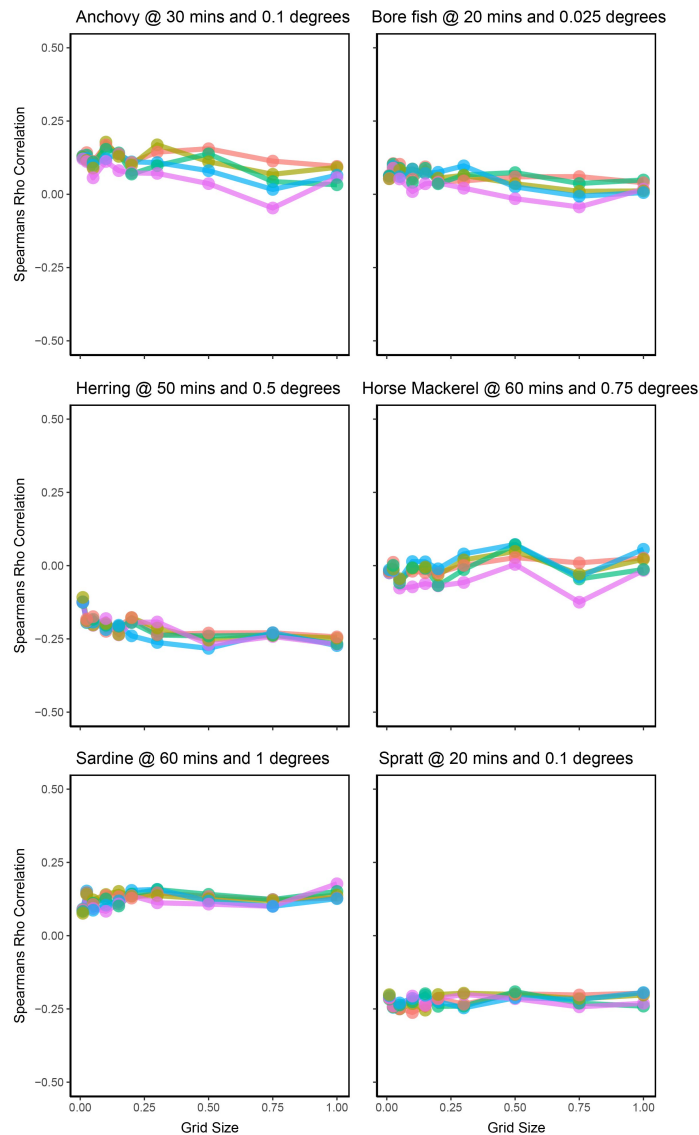 Anchovy @ 30 mins and 0.1 degrees
Bore fish @ 20 mins and 0.025 degrees
0.50
0.25
0.00
−0.25
−0.50
Spearmans Rho Correlation
Herring @ 50 mins and 0.5 degrees
Horse Mackerel @ 60 mins and 0.75 degrees
0.50
0.25
0.00
−0.25
−0.50
Spearmans Rho Correlation
Sardine @ 60 mins and 1 degrees
Spratt @ 20 mins and 0.1 degrees
0.50
0.25
0.00
−0.25
−0.50
Spearmans Rho Correlation
0.00 0.25 0.50 0.75 1.00
Grid Size
0.00 0.25 0.50 0.75 1.00
Grid Size